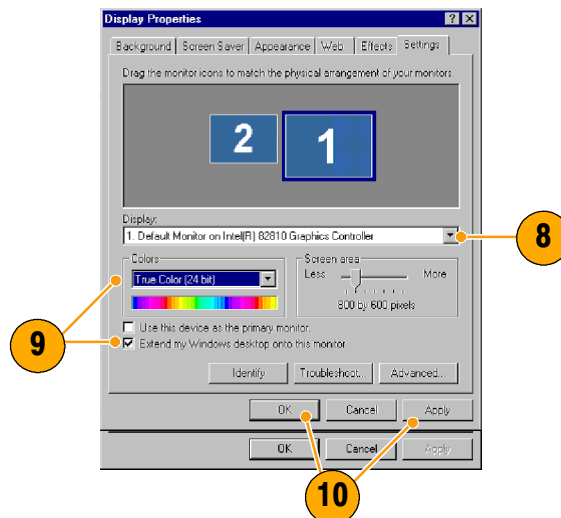 Display Properties
Background Screen Saver Appearance Web Effects Settings
Drag the monitor icons to match the physical arrangement of your monitors.
2 1
Display:
1. Default Monitor on Intel(R) 82810 Graphics Controller
8
Colors
Screen area
True Color (24 bit)
Less More
800 by 600 pixels
Use this device as the primary monitor.
9
Extend my Windows desktop onto this monitor.
Identify Troubleshoot... Advanced...
OK Cancel Apply
OK Cancel Apply
10